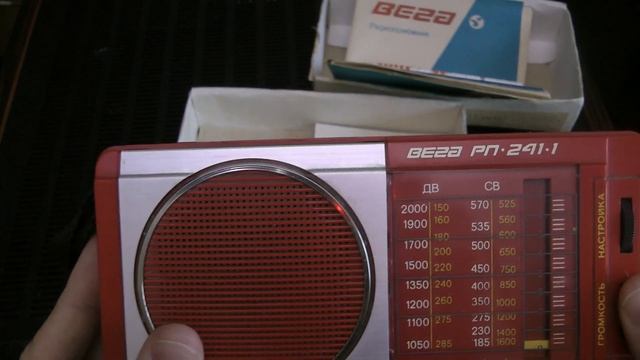 ВЕГА
Радиоприёмник
ВЕГА РП·241·1
ДВ СВ
2000 150 570 525
1900 160 535 560
180 600
1700 200 500 650
1500 220 450 750
1350 240 400 850
1200 260 350 1000
1100 275 275 1200
230 1400
1050 285 185 1600
НАСТРОЙКА
ГРОМКОСТЬ